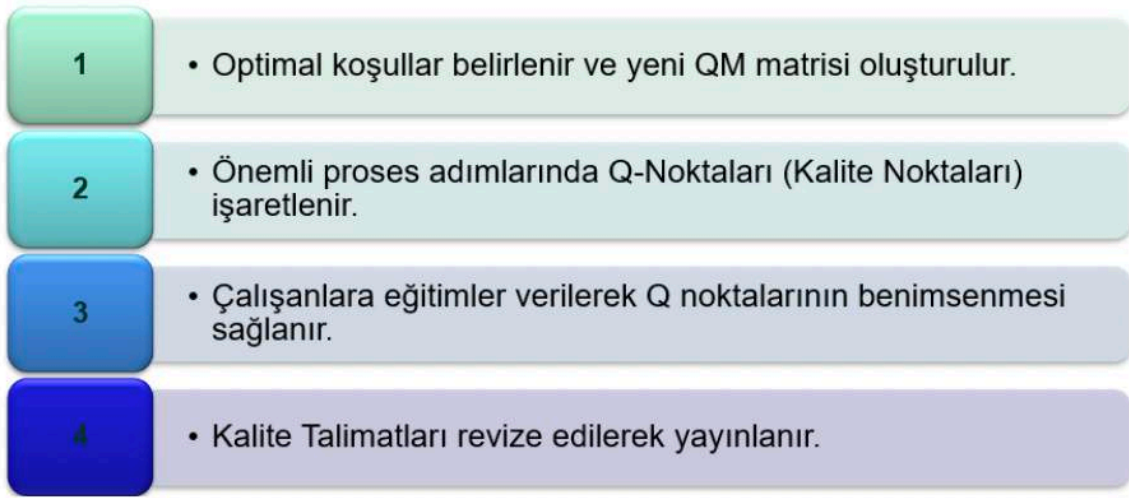 1
• Optimal koşullar belirlenir ve yeni QM matrisi oluşturulur.
2
• Önemli proses adımlarında Q-Noktaları (Kalite Noktaları)
işaretlenir.
3
• Çalışanlara eğitimler verilerek Q noktalarının benimsenmesi
sağlanır.
4
• Kalite Talimatları revize edilerek yayınlanır.